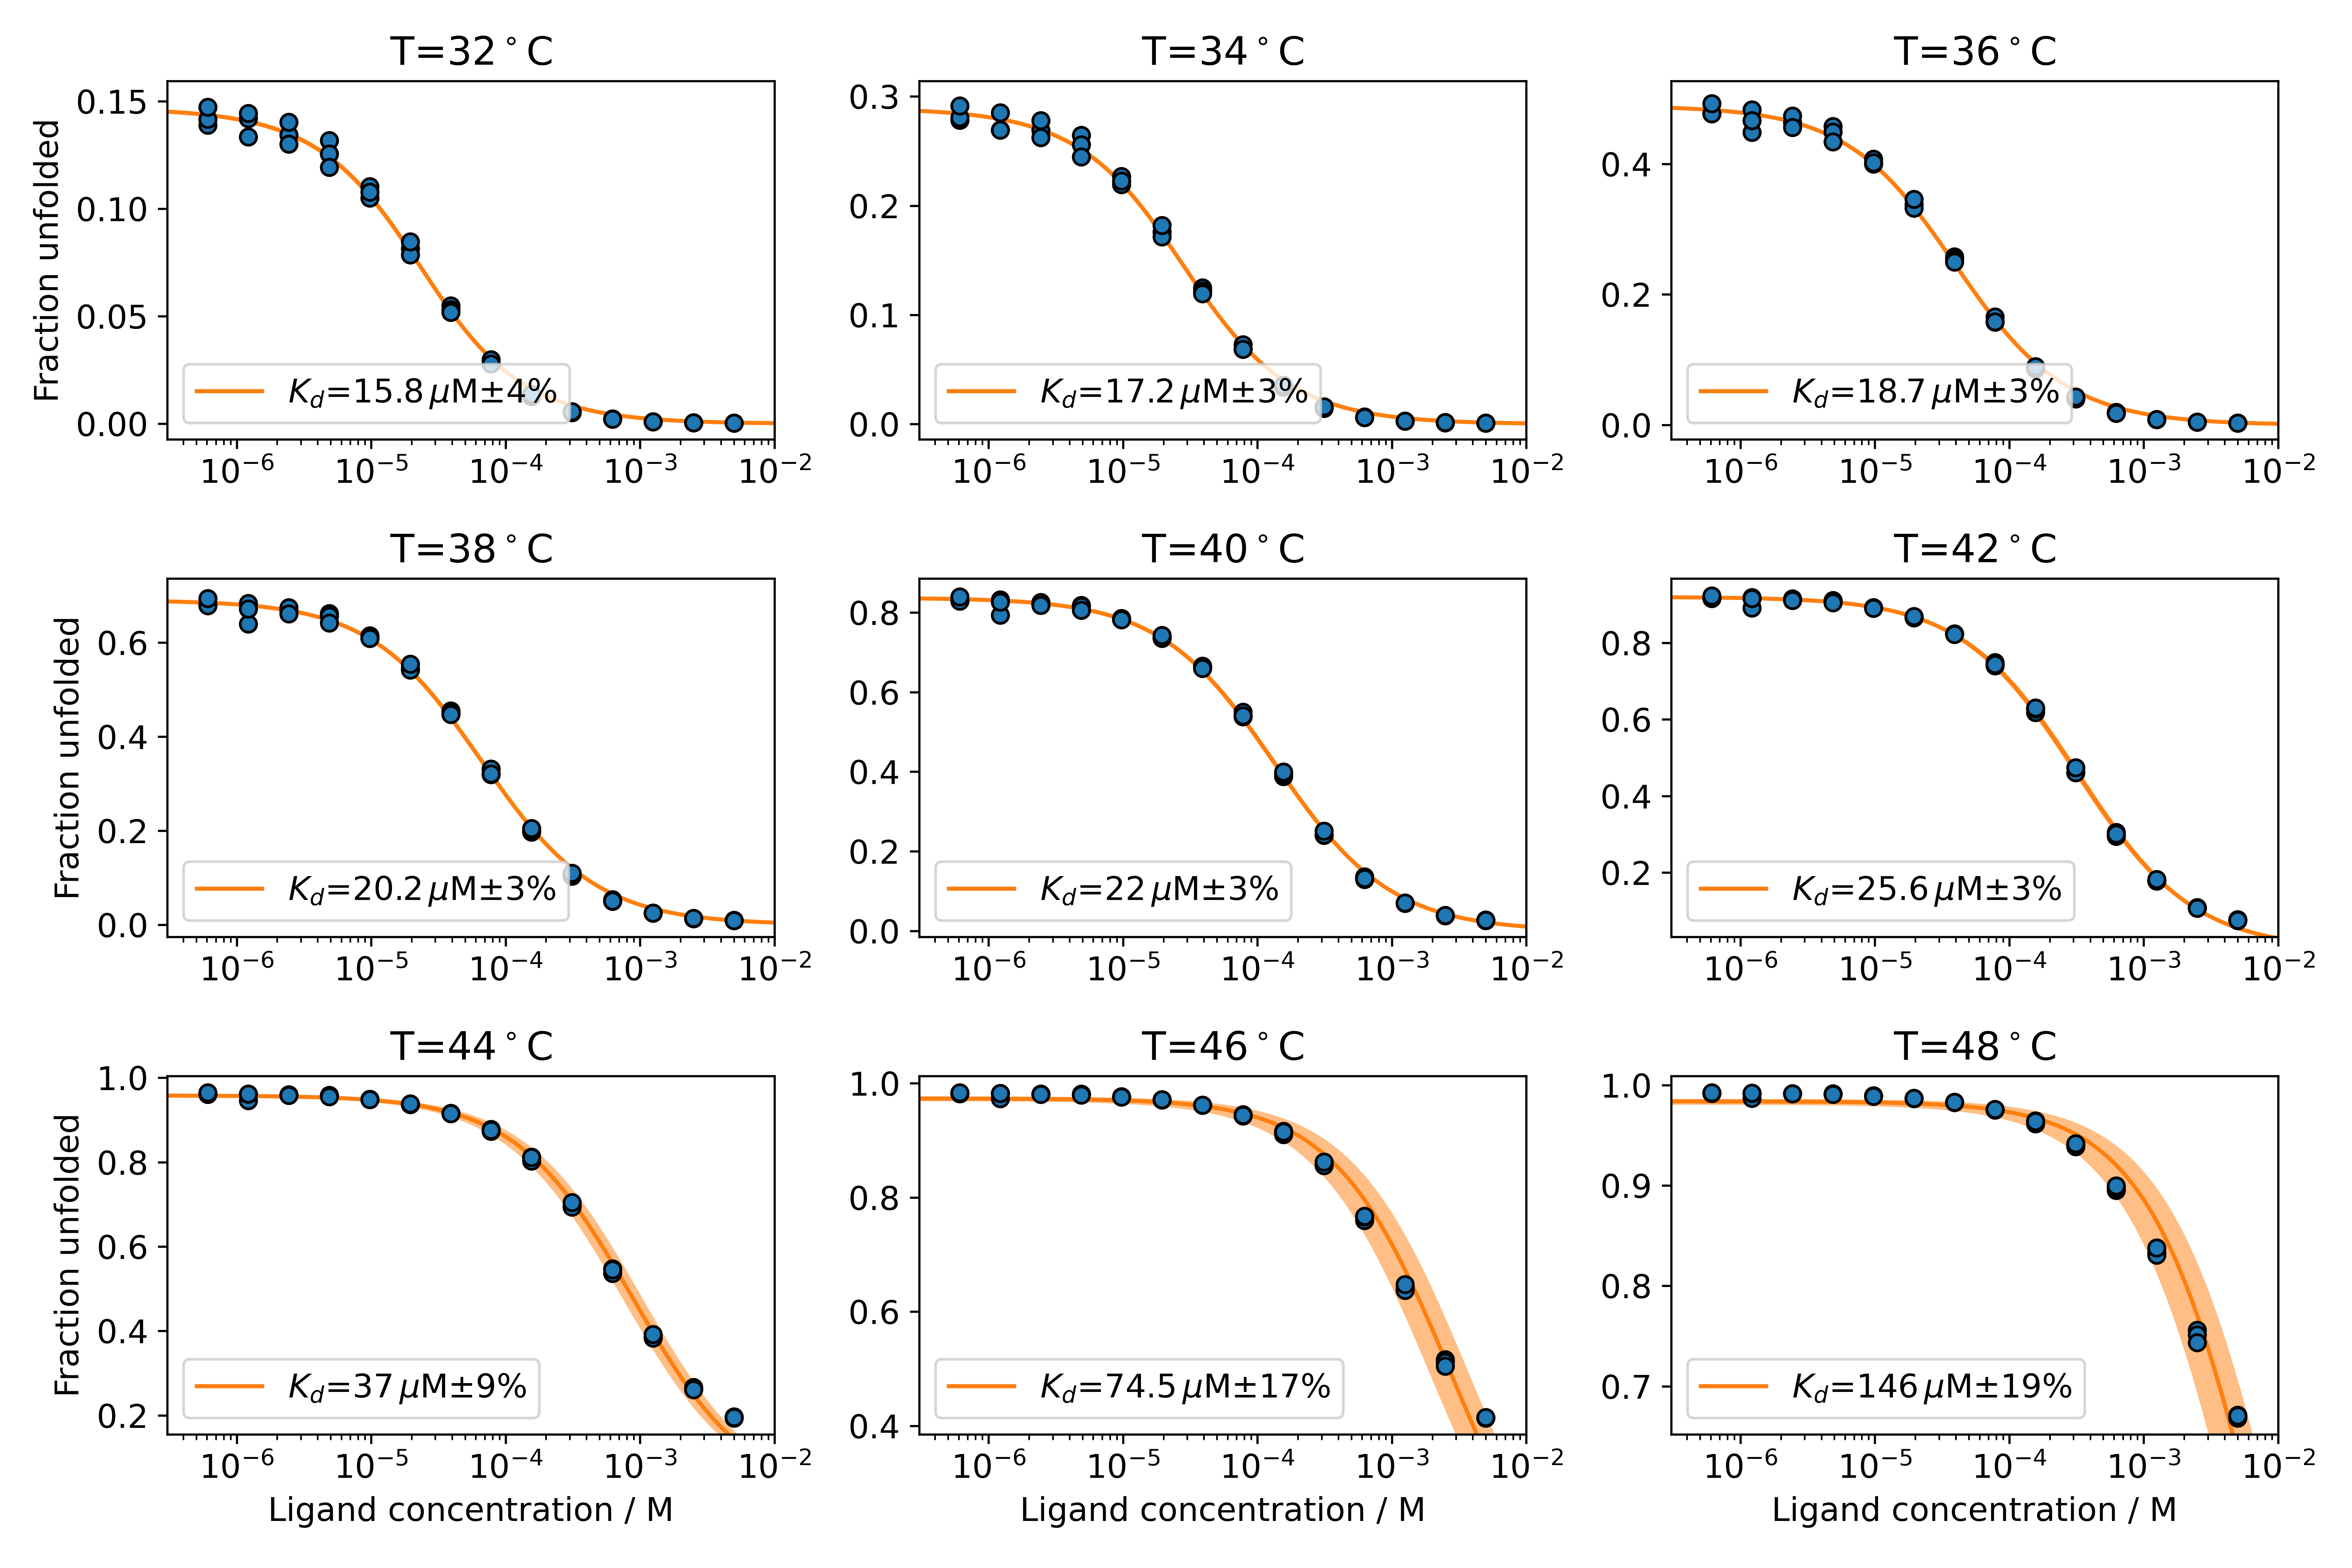 T=32°C
T=34°C
T=36°C
Fraction unfolded
0.15
0.10
0.05
0.00
K_d=15.8 μM±4%
10⁻⁶ 10⁻⁵ 10⁻⁴ 10⁻³ 10⁻²
0.3
0.2
0.1
0.0
K_d=17.2 μM±3%
10⁻⁶ 10⁻⁵ 10⁻⁴ 10⁻³ 10⁻²
0.4
0.2
0.0
K_d=18.7 μM±3%
10⁻⁶ 10⁻⁵ 10⁻⁴ 10⁻³ 10⁻²
T=38°C
T=40°C
T=42°C
Fraction unfolded
0.6
0.4
0.2
0.0
K_d=20.2 μM±3%
10⁻⁶ 10⁻⁵ 10⁻⁴ 10⁻³ 10⁻²
0.8
0.6
0.4
0.2
0.0
K_d=22 μM±3%
10⁻⁶ 10⁻⁵ 10⁻⁴ 10⁻³ 10⁻²
0.8
0.6
0.4
0.2
K_d=25.6 μM±3%
10⁻⁶ 10⁻⁵ 10⁻⁴ 10⁻³ 10⁻²
T=44°C
T=46°C
T=48°C
Fraction unfolded
1.0
0.8
0.6
0.4
0.2
K_d=37 μM±9%
10⁻⁶ 10⁻⁵ 10⁻⁴ 10⁻³ 10⁻²
Ligand concentration / M
1.0
0.8
0.6
0.4
K_d=74.5 μM±17%
10⁻⁶ 10⁻⁵ 10⁻⁴ 10⁻³ 10⁻²
Ligand concentration / M
1.0
0.9
0.8
0.7
K_d=146 μM±19%
10⁻⁶ 10⁻⁵ 10⁻⁴ 10⁻³ 10⁻²
Ligand concentration / M